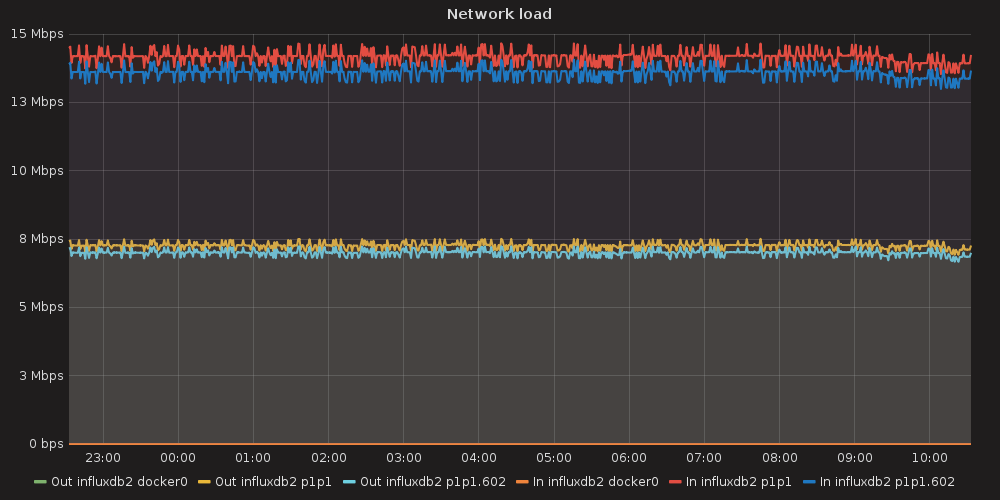 Network load
15 Mbps
13 Mbps
10 Mbps
8 Mbps
5 Mbps
3 Mbps
0 bps
23:00 00:00 01:00 02:00 03:00 04:00 05:00 06:00 07:00 08:00 09:00 10:00
Out influxdb2 docker0 Out influxdb2 p1p1 Out influxdb2 p1p1.602 In influxdb2 docker0 In influxdb2 p1p1 In influxdb2 p1p1.602